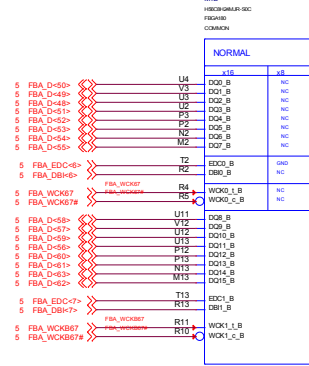 H56C8H24MJR-S0C
FBGA180
COMMON
NORMAL
x16 x8
5 FBA_D<50> U4 DQ0_B NC
5 FBA_D<49> V3 DQ1_B NC
5 FBA_D<48> U3 DQ2_B NC
5 FBA_D<51> U2 DQ3_B NC
5 FBA_D<52> P3 DQ4_B NC
5 FBA_D<53> P2 DQ5_B NC
5 FBA_D<54> N2 DQ6_B NC
5 FBA_D<55> M2 DQ7_B NC
5 FBA_EDC<6> T2 EDC0_B GND
5 FBA_DBI<6> R2 DBI0_B NC
FBA_WCK67
5 FBA_WCK67 R4 WCK0_t_B NC
FBA_WCK67#
5 FBA_WCK67# R5 WCK0_c_B NC
5 FBA_D<58> U11 DQ8_B
5 FBA_D<57> V12 DQ9_B
5 FBA_D<59> U12 DQ10_B
5 FBA_D<56> U13 DQ11_B
5 FBA_D<60> P12 DQ12_B
5 FBA_D<61> P13 DQ13_B
5 FBA_D<63> N13 DQ14_B
5 FBA_D<62> M13 DQ15_B
5 FBA_EDC<7> T13 EDC1_B
5 FBA_DBI<7> R13 DBI1_B
FBA_WCKB67
5 FBA_WCKB67 R11 WCK1_t_B
FBA_WCKB67#
5 FBA_WCKB67# R10 WCK1_c_B